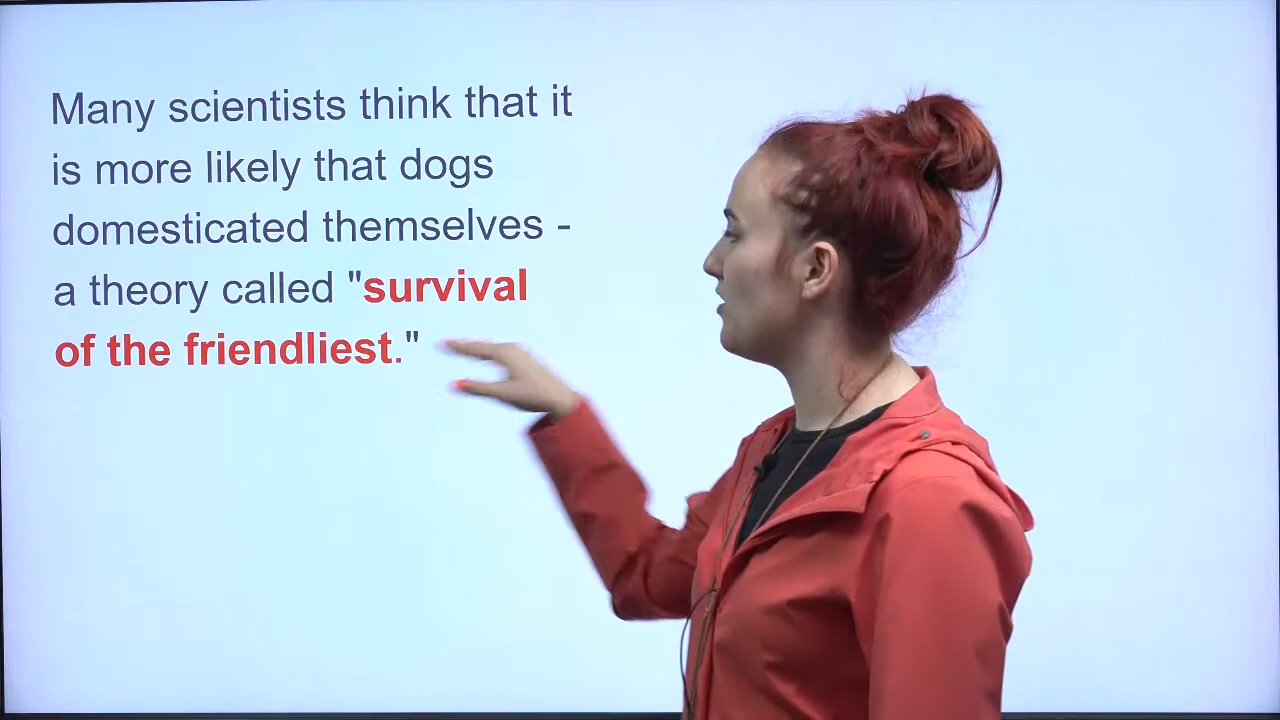 Many scientists think that it
is more likely that dogs
domesticated themselves -
a theory called "survival
of the friendliest."